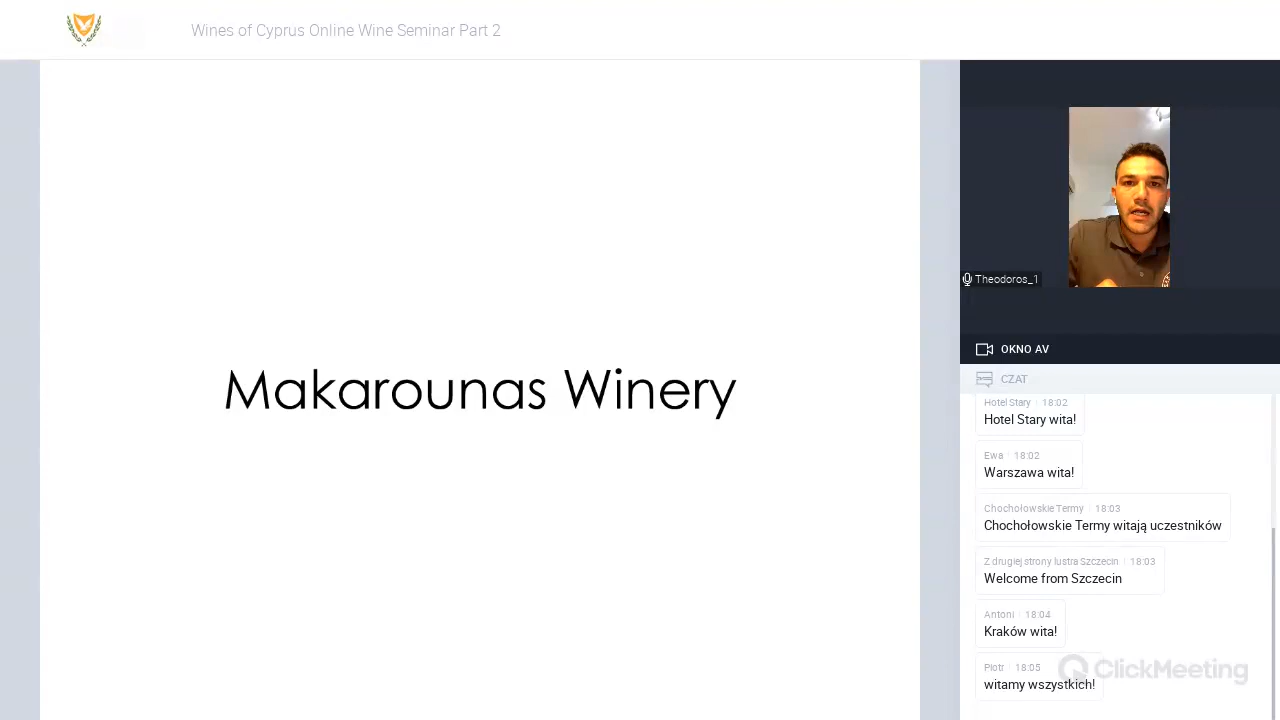 Wines of Cyprus Online Wine Seminar Part 2
Makarounas Winery
Theodoros_1
OKNO AV
CZAT
Hotel Stary 18:02
Hotel Stary wita!
Ewa 18:02
Warszawa wita!
Chochołowskie Termy 18:03
Chochołowskie Termy witają uczestników
Z drugiej strony lustra Szczecin 18:03
Welcome from Szczecin
Antoni 18:04
Kraków wita!
Piotr 18:05
witamy wszystkich!
ClickMeeting